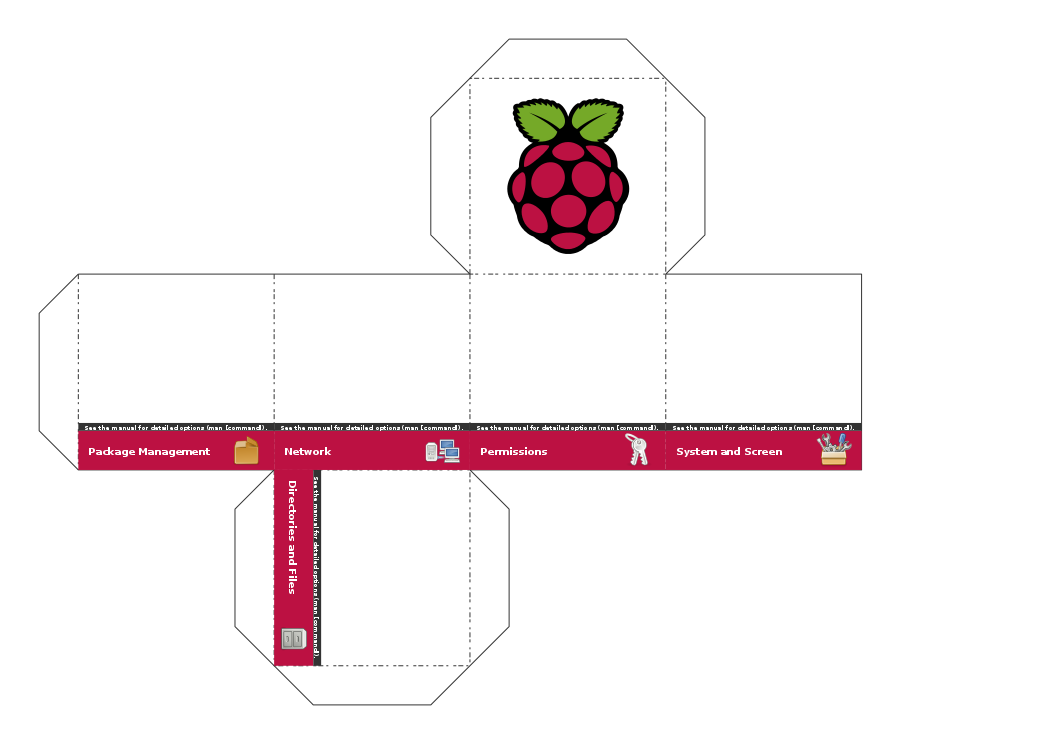 See the manual for detailed options (man [command]).
See the manual for detailed options (man [command]).
See the manual for detailed options (man [command]).
See the manual for detailed options (man [command]).
Package Management
Network
Permissions
System and Screen
Directories and Files
See the manual for detailed options (man [command]).